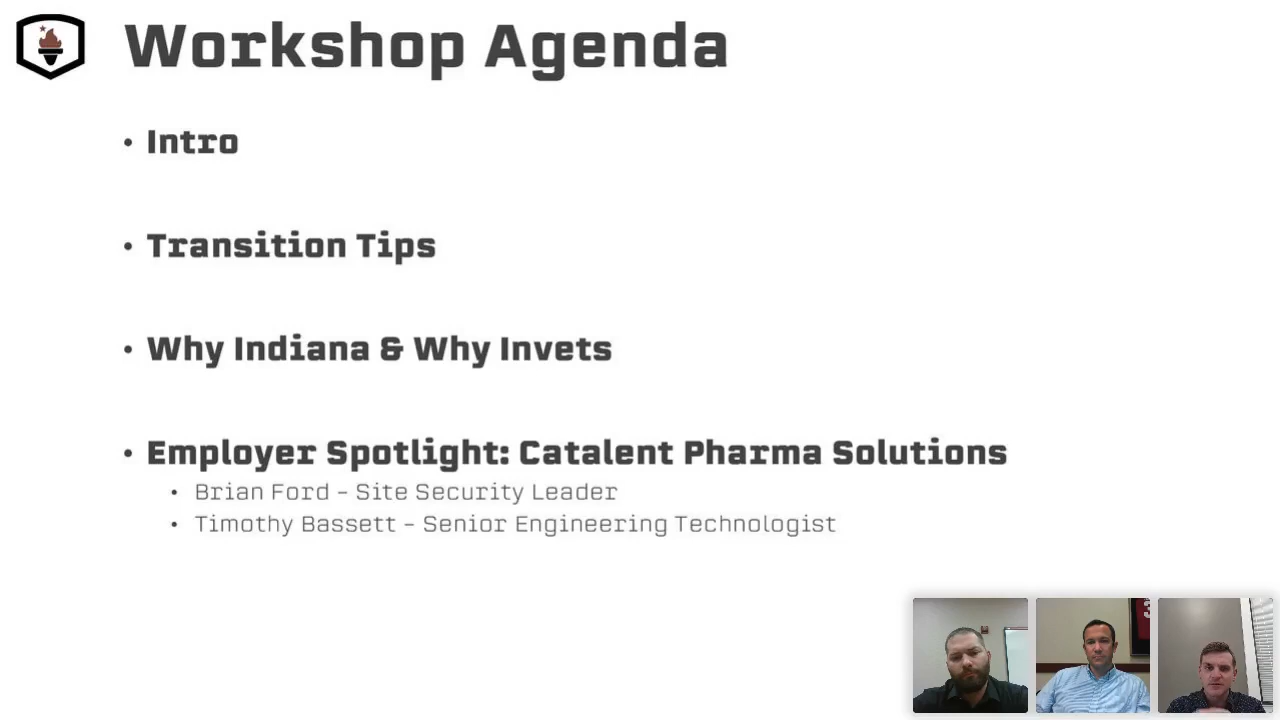 Workshop Agenda
• Intro
• Transition Tips
• Why Indiana & Why Invets
• Employer Spotlight: Catalent Pharma Solutions
• Brian Ford – Site Security Leader
• Timothy Bassett – Senior Engineering Technologist